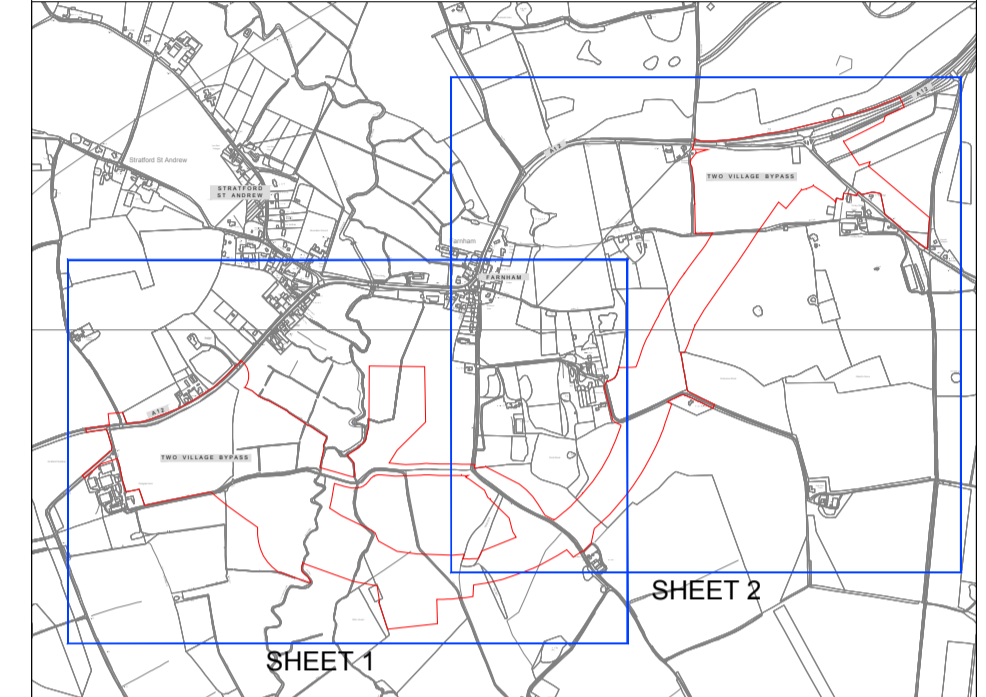 A12
A12
Stratford St Andrew
TWO VILLAGE BYPASS
STRATFORD
ST ANDREW
FARNHAM
A12
TWO VILLAGE BYPASS
SHEET 2
SHEET 1